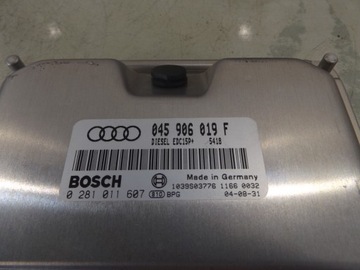 045 906 019 F
DIESEL EDC15P+ 5418
BOSCH
Made in Germany
1039S03776 1166 0032
0 281 011 607 810 BPG 04-08-31